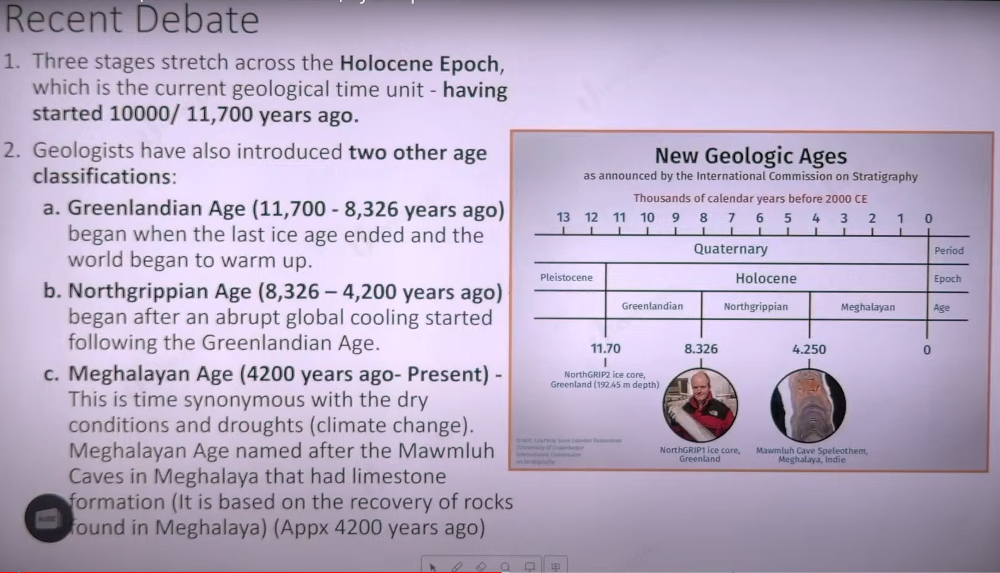 Recent Debate
1. Three stages stretch across the Holocene Epoch,
which is the current geological time unit - having
started 10000/ 11,700 years ago.
2. Geologists have also introduced two other age
classifications:
a. Greenlandian Age (11,700 - 8,326 years ago)
began when the last ice age ended and the
world began to warm up.
b. Northgrippian Age (8,326 – 4,200 years ago)
began after an abrupt global cooling started
following the Greenlandian Age.
c. Meghalayan Age (4200 years ago- Present) -
This is time synonymous with the dry
conditions and droughts (climate change).
Meghalayan Age named after the Mawmluh
Caves in Meghalaya that had limestone
formation (It is based on the recovery of rocks
found in Meghalaya) (Appx 4200 years ago)
New Geologic Ages
as announced by the International Commission on Stratigraphy
Thousands of calendar years before 2000 CE
13 12 11 10 9 8 7 6 5 4 3 2 1 0
Quaternary Period
Pleistocene Holocene Epoch
Greenlandian Northgrippian Meghalayan Age
11.70 8.326 4.250 0
NorthGRIP2 ice core,
Greenland (192.45 m depth)
NorthGRIP1 ice core,
Greenland
Mawmluh Cave Speleothem,
Meghalaya, Indie